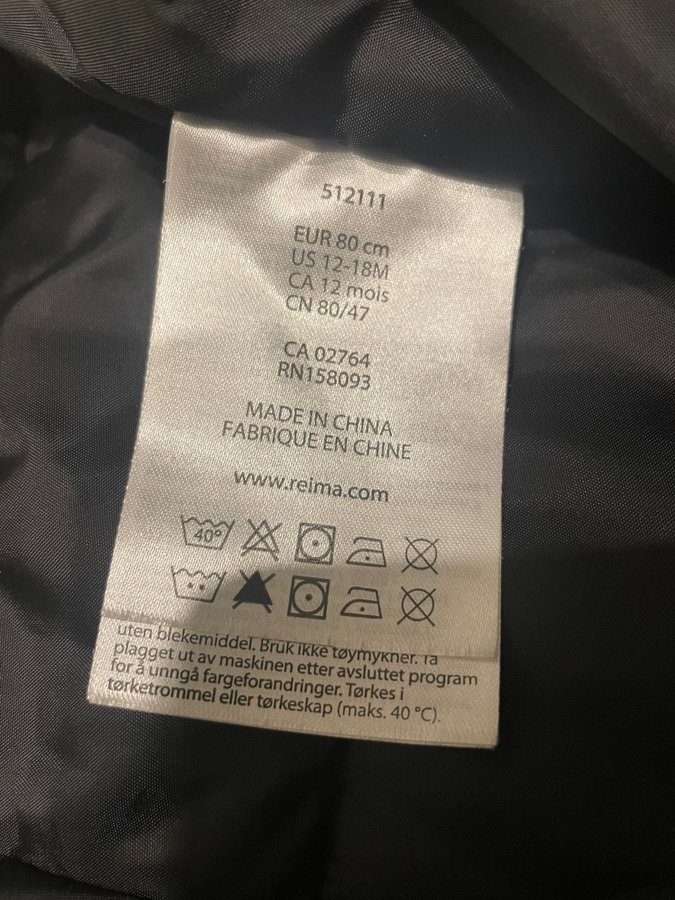 512111
EUR 80 cm
US 12-18M
CA 12 mois
CN 80/47
CA 02764
RN158093
MADE IN CHINA
FABRIQUE EN CHINE
www.reima.com
40°
uten blekemiddel. Bruk ikke tøymykner. Ta
plagget ut av maskinen etter avsluttet program
for å unngå fargeforandringer. Tørkes i
tørketrommel eller tørkeskap (maks. 40 °C).